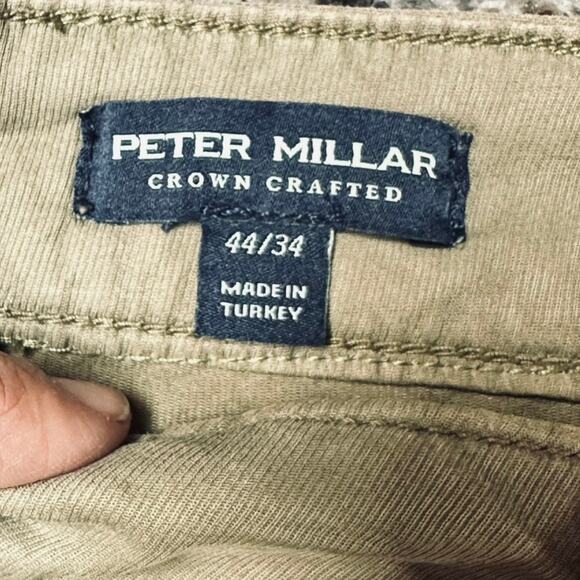 PETER MILLAR
CROWN CRAFTED
44/34
MADE IN
TURKEY